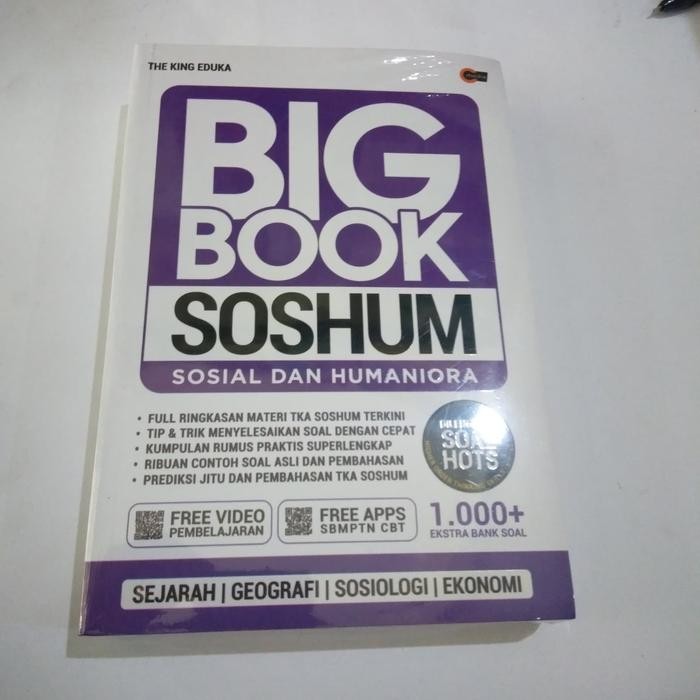 THE KING EDUKA
BIG
BOOK
SOSHUM
SOSIAL DAN HUMANIORA
• FULL RINGKASAN MATERI TKA SOSHUM TERKINI
• TIP & TRIK MENYELESAIKAN SOAL DENGAN CEPAT
• KUMPULAN RUMUS PRAKTIS SUPERLENGKAP
• RIBUAN CONTOH SOAL ASLI DAN PEMBAHASAN
• PREDIKSI JITU DAN PEMBAHASAN TKA SOSHUM
SOAL
HOTS
FREE VIDEO
PEMBELAJARAN
FREE APPS
SBMPTN CBT
1.000+
EKSTRA BANK SOAL
SEJARAH | GEOGRAFI | SOSIOLOGI | EKONOMI